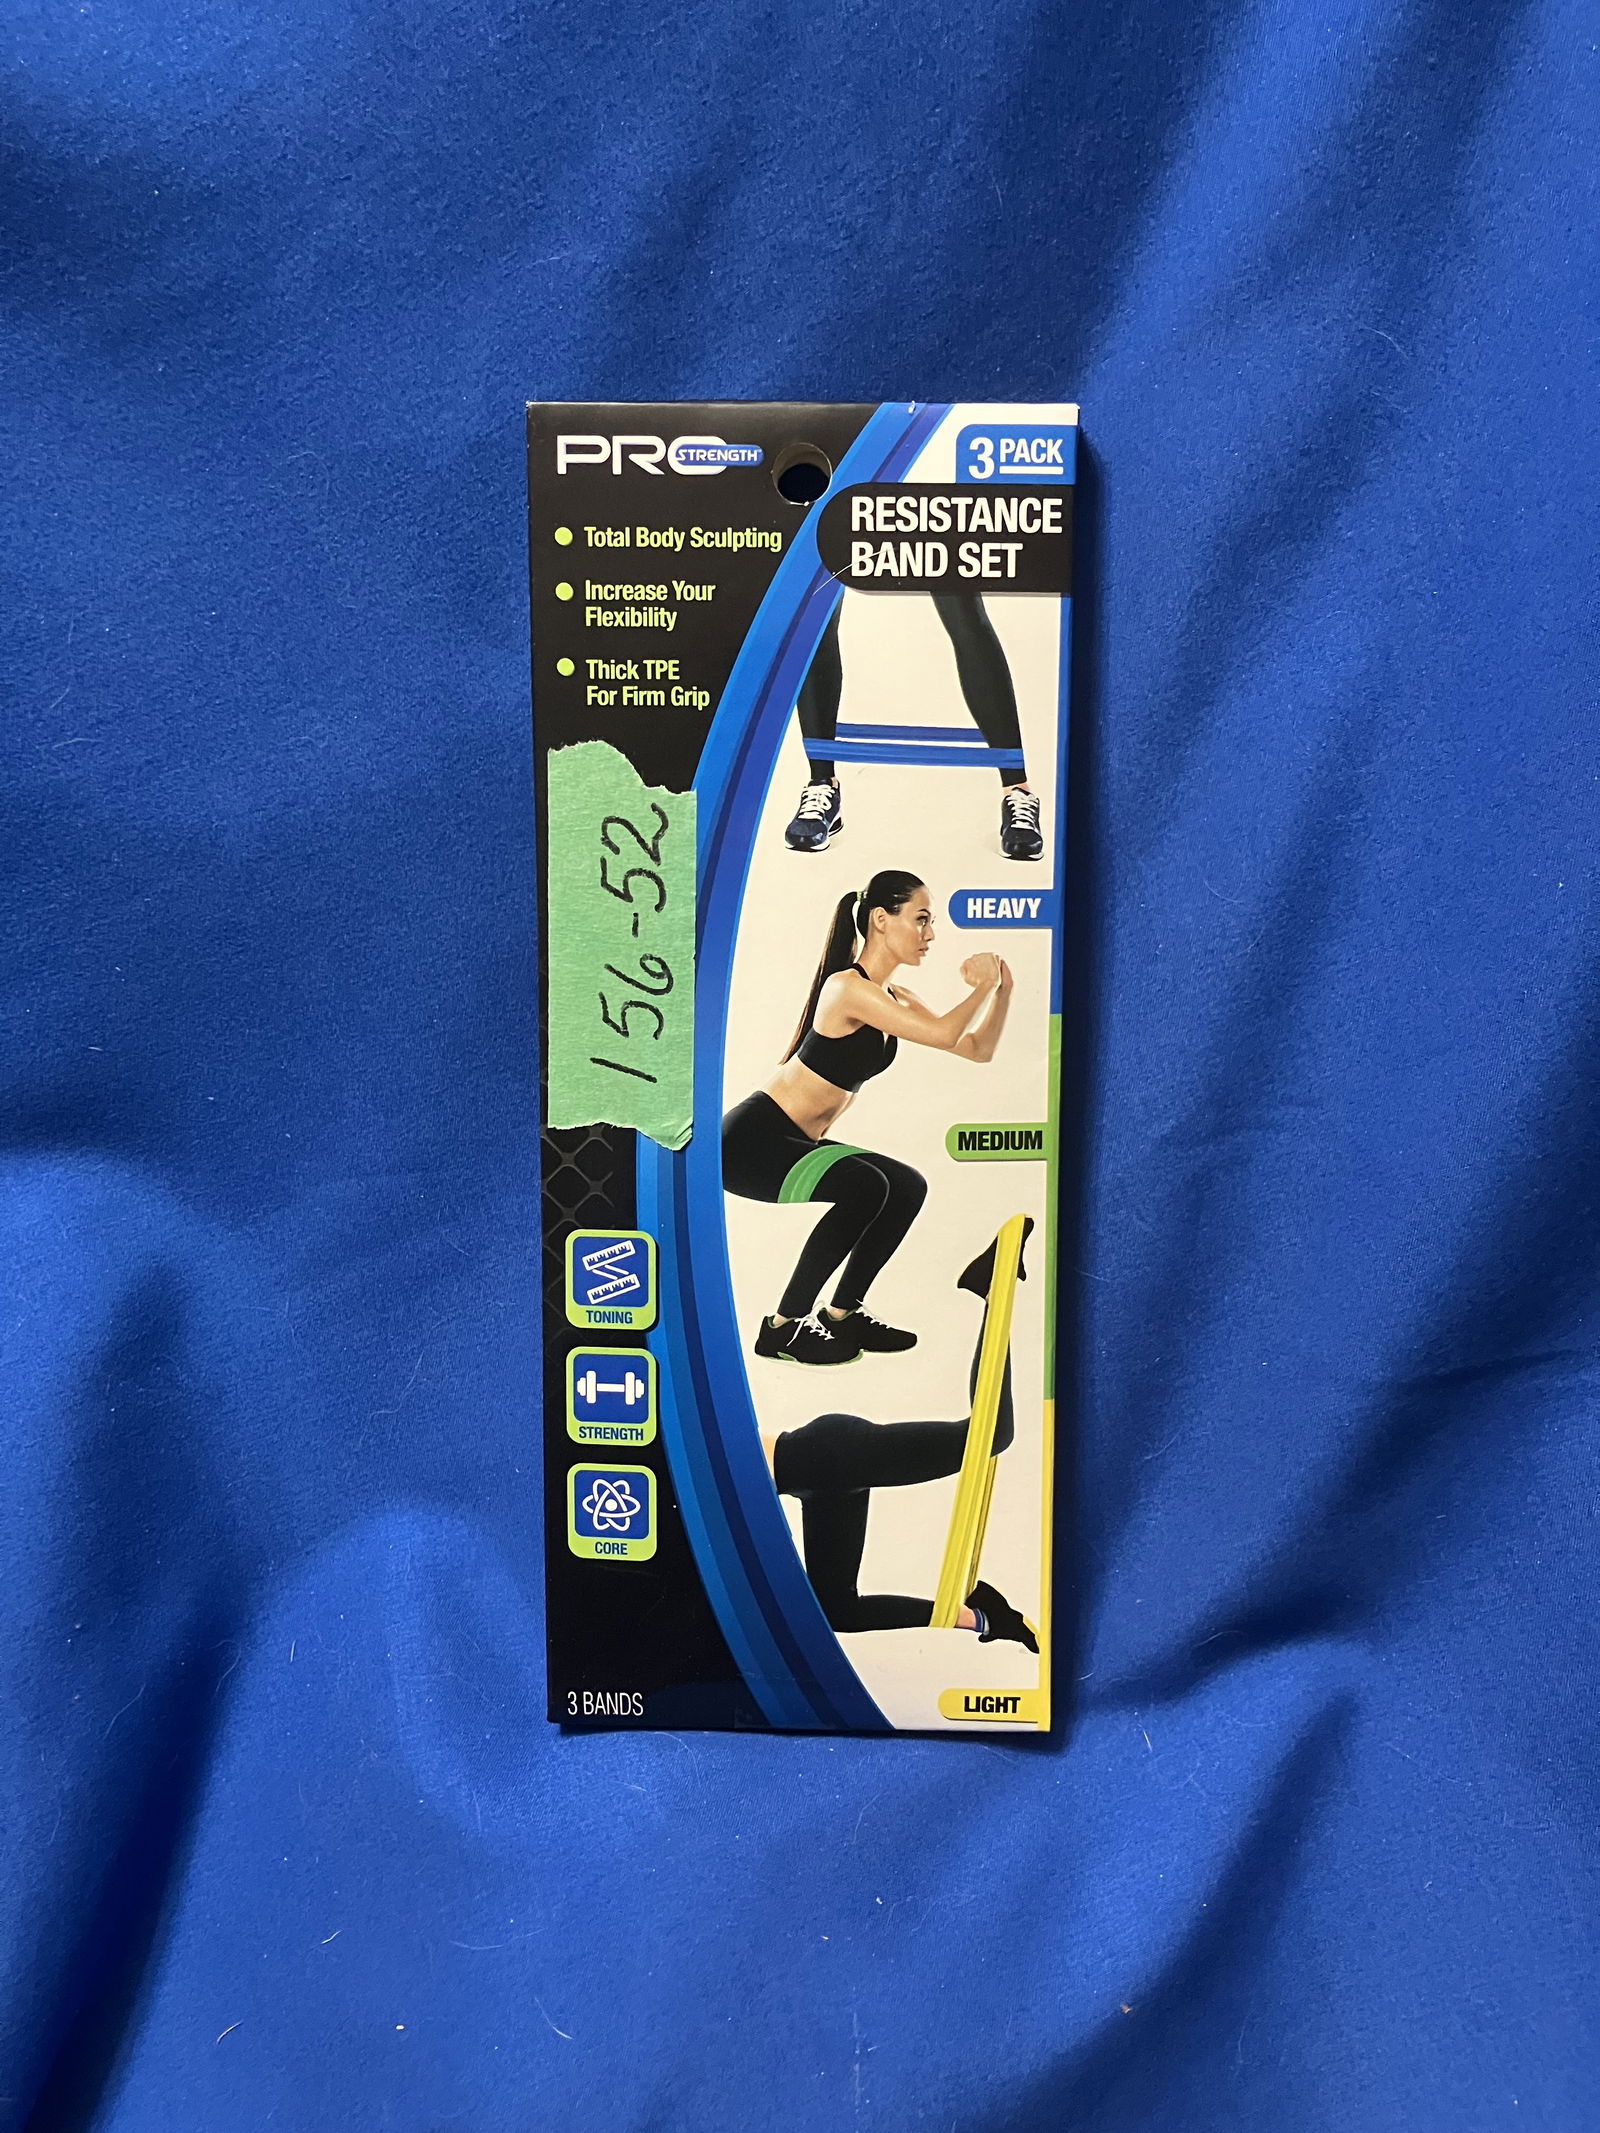 PRO STRENGTH
3 PACK
RESISTANCE
BAND SET
Total Body Sculpting
Increase Your
Flexibility
Thick TPE
For Firm Grip
156-52
HEAVY
MEDIUM
TONING
STRENGTH
CORE
3 BANDS
LIGHT